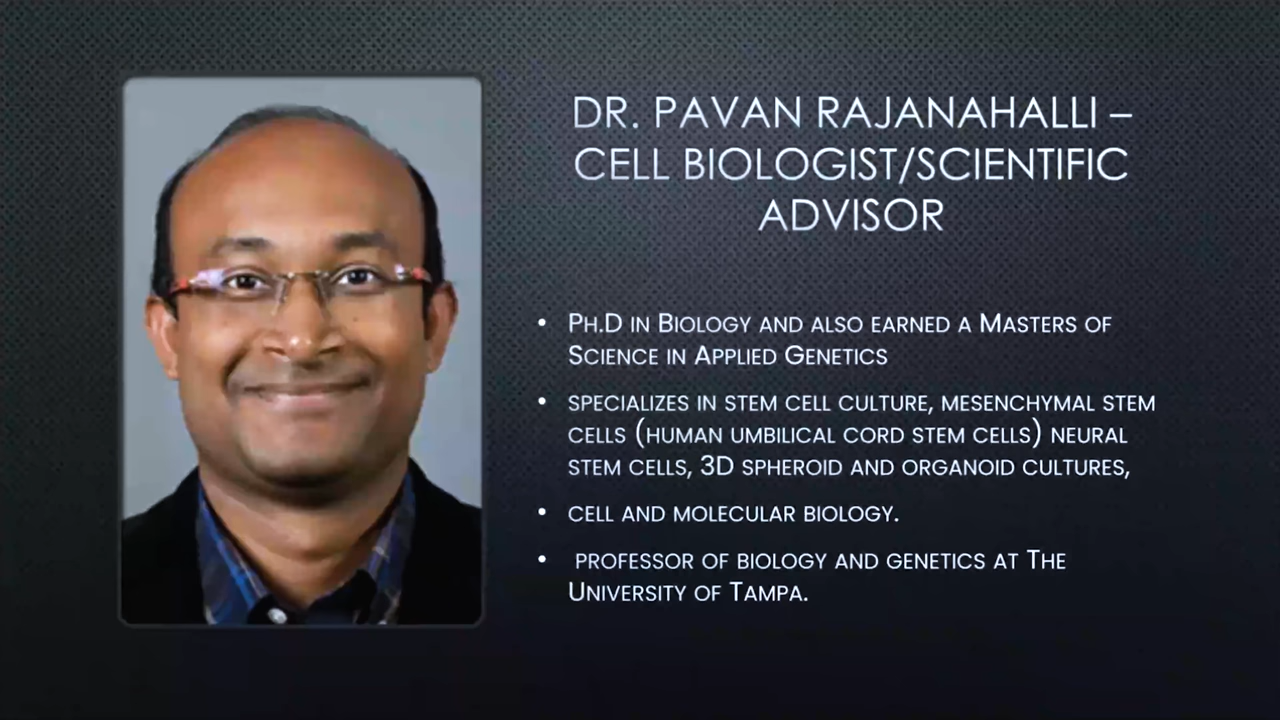 DR. PAVAN RAJANAHALLI –
CELL BIOLOGIST/SCIENTIFIC
ADVISOR
• PH.D IN BIOLOGY AND ALSO EARNED A MASTERS OF
SCIENCE IN APPLIED GENETICS
• SPECIALIZES IN STEM CELL CULTURE, MESENCHYMAL STEM
CELLS (HUMAN UMBILICAL CORD STEM CELLS) NEURAL
STEM CELLS, 3D SPHEROID AND ORGANOID CULTURES,
• CELL AND MOLECULAR BIOLOGY.
• PROFESSOR OF BIOLOGY AND GENETICS AT THE
UNIVERSITY OF TAMPA.